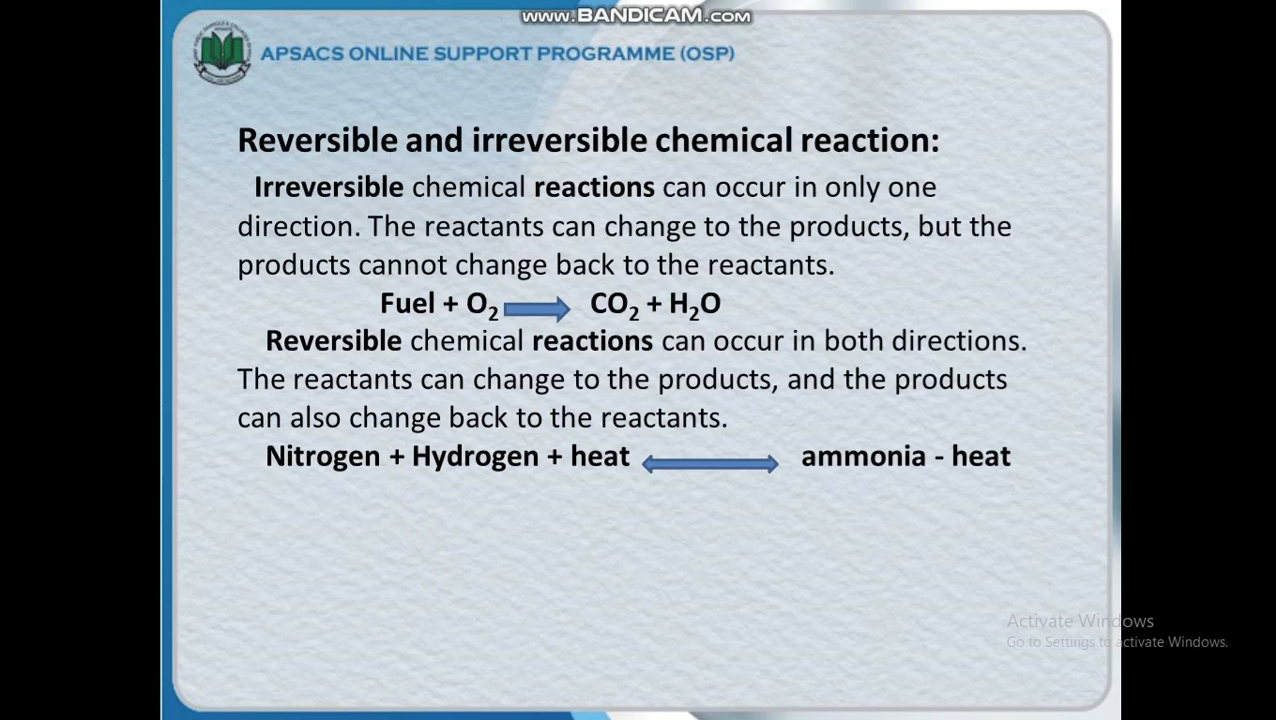 www.BANDICAM.com
APSACS ONLINE SUPPORT PROGRAMME (OSP)
Reversible and irreversible chemical reaction:
Irreversible chemical reactions can occur in only one
direction. The reactants can change to the products, but the
products cannot change back to the reactants.
Fuel + O₂ → CO₂ + H₂O
Reversible chemical reactions can occur in both directions.
The reactants can change to the products, and the products
can also change back to the reactants.
Nitrogen + Hydrogen + heat ↔ ammonia - heat
Activate Windows
Go to Settings to activate Windows.